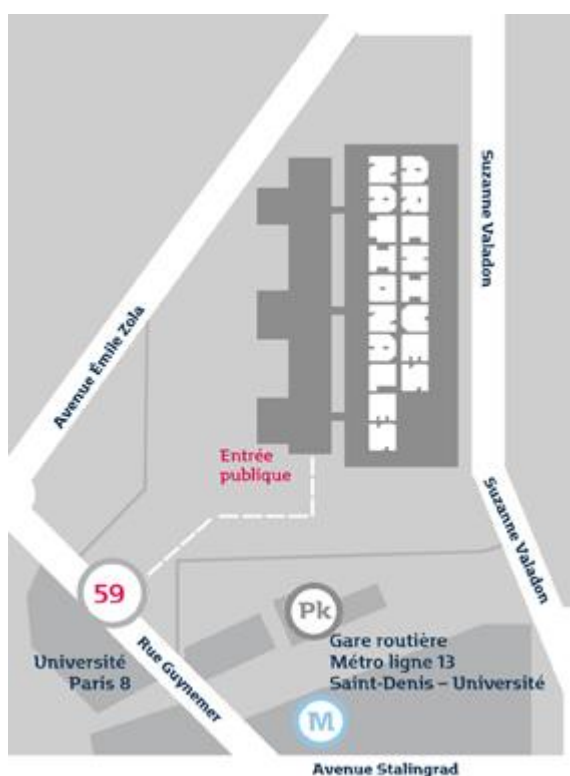 Suzanne Valadon
ARCHIVES
NATIONALES
Avenue Émile Zola
Entrée
publique
Suzanne Valadon
59
Pk
Université
Paris 8
Rue Guynemer
Gare routière
Métro ligne 13
Saint-Denis – Université
M
Avenue Stalingrad